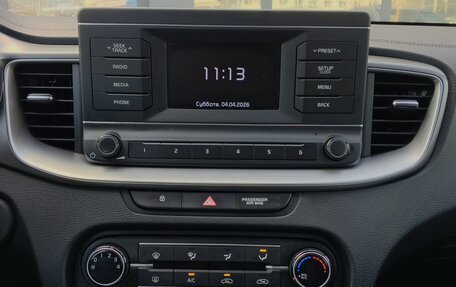 SEEK
TRACK
RADIO
MEDIA
PHONE
11:13
Суббота, 04.04.2026
PRESET
SETUP
CLOCK
MENU
BACK
1 2 3 4 5 6
PASSENGER
AIR BAG
A/C
A/C